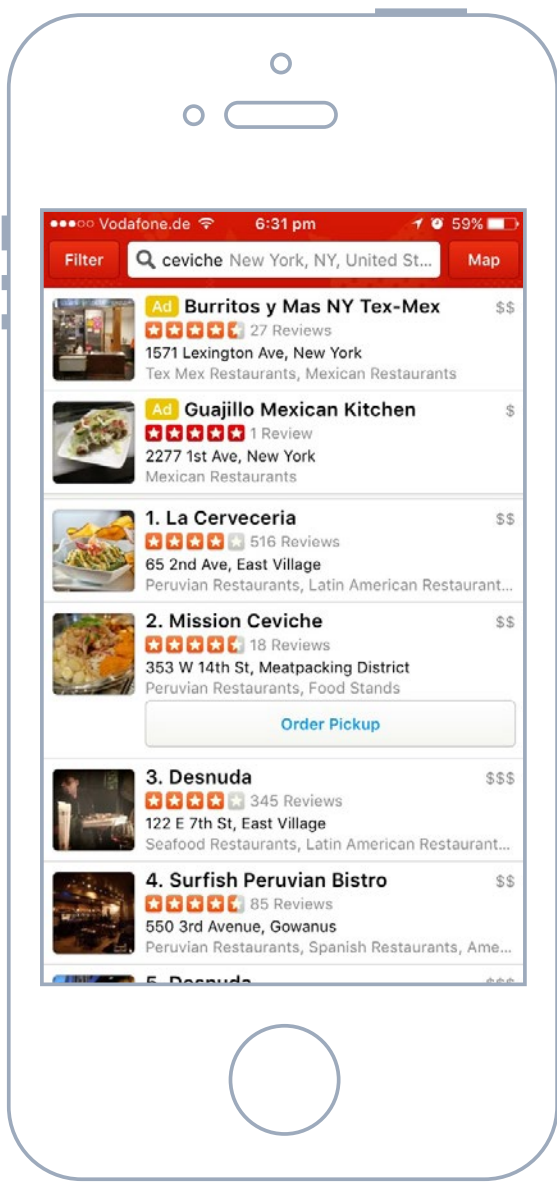 Vodafone.de 6:31 pm 59%
Filter ceviche New York, NY, United St... Map
Ad Burritos y Mas NY Tex-Mex $$
27 Reviews
1571 Lexington Ave, New York
Tex Mex Restaurants, Mexican Restaurants
Ad Guajillo Mexican Kitchen $
1 Review
2277 1st Ave, New York
Mexican Restaurants
1. La Cerveceria $$
516 Reviews
65 2nd Ave, East Village
Peruvian Restaurants, Latin American Restaurant...
2. Mission Ceviche $$
18 Reviews
353 W 14th St, Meatpacking District
Peruvian Restaurants, Food Stands
Order Pickup
3. Desnuda $$$
345 Reviews
122 E 7th St, East Village
Seafood Restaurants, Latin American Restaurant...
4. Surfish Peruvian Bistro $$
85 Reviews
550 3rd Avenue, Gowanus
Peruvian Restaurants, Spanish Restaurants, Ame...
5. Desnuda $$$